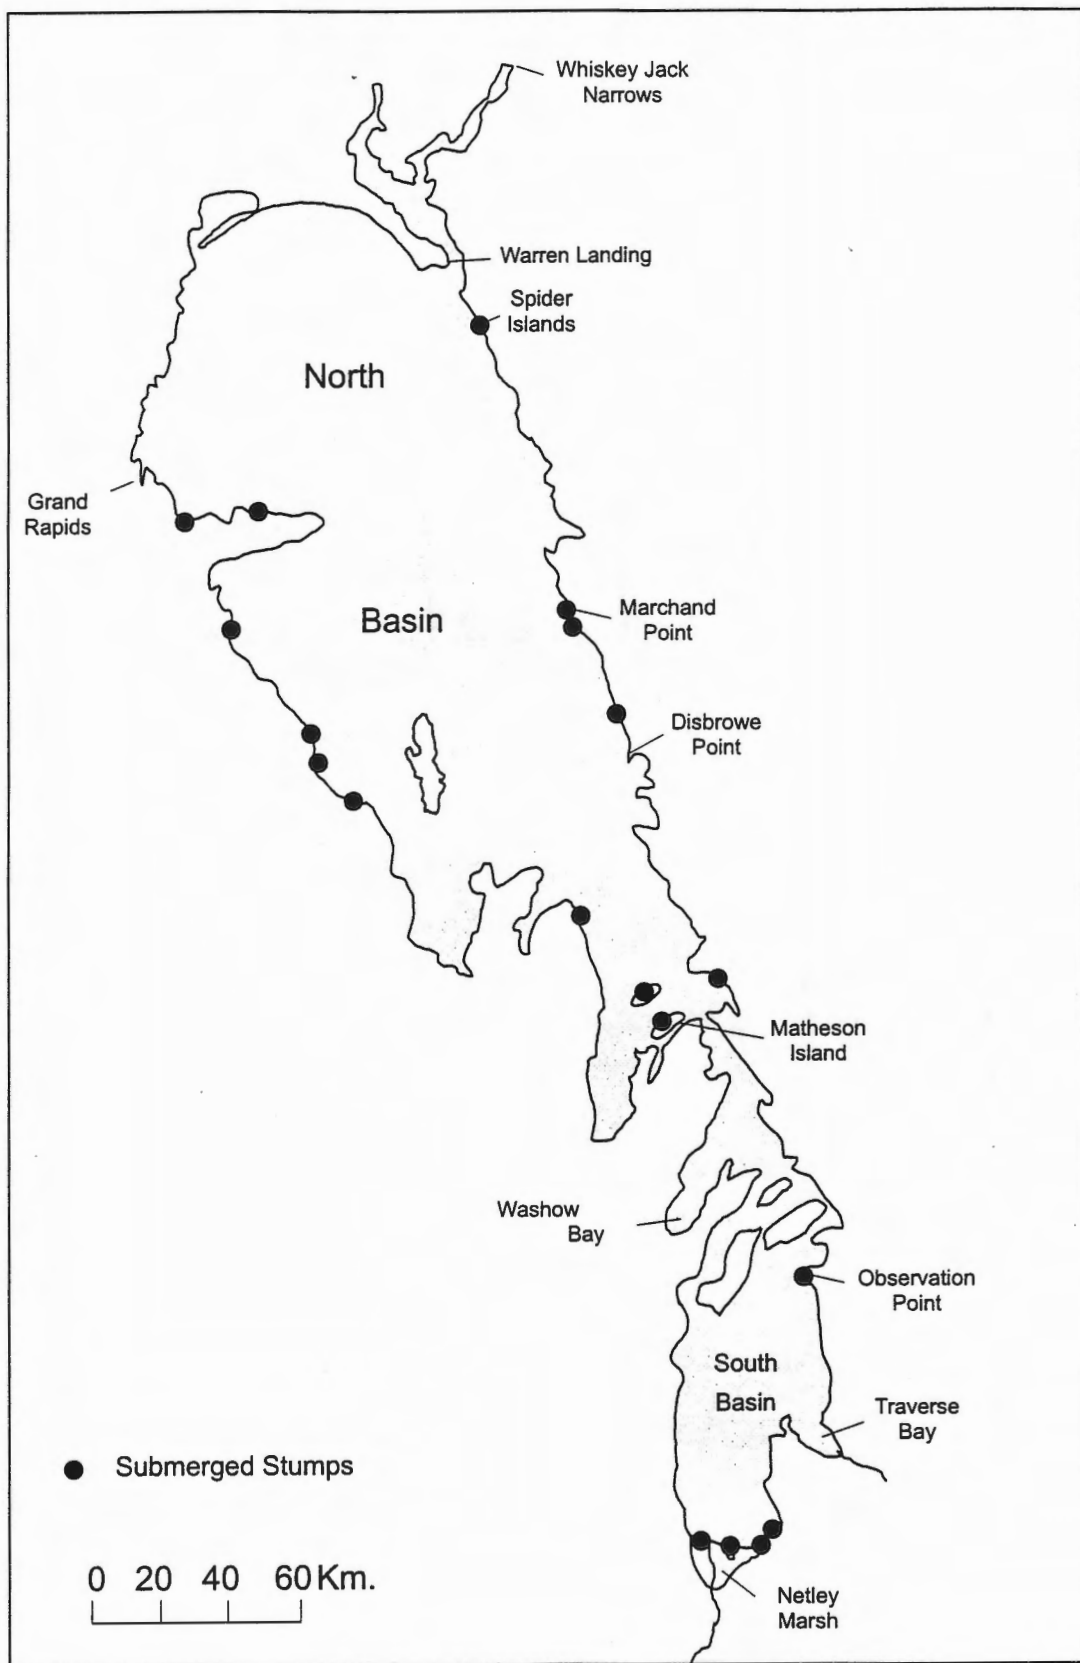 Whiskey Jack
Narrows
Warren Landing
Spider
Islands
North
Grand
Rapids
Basin
Marchand
Point
Disbrowe
Point
Matheson
Island
Washow
Bay
Observation
Point
South
Basin
Traverse
Bay
Submerged Stumps
0 20 40 60 Km.
Netley
Marsh